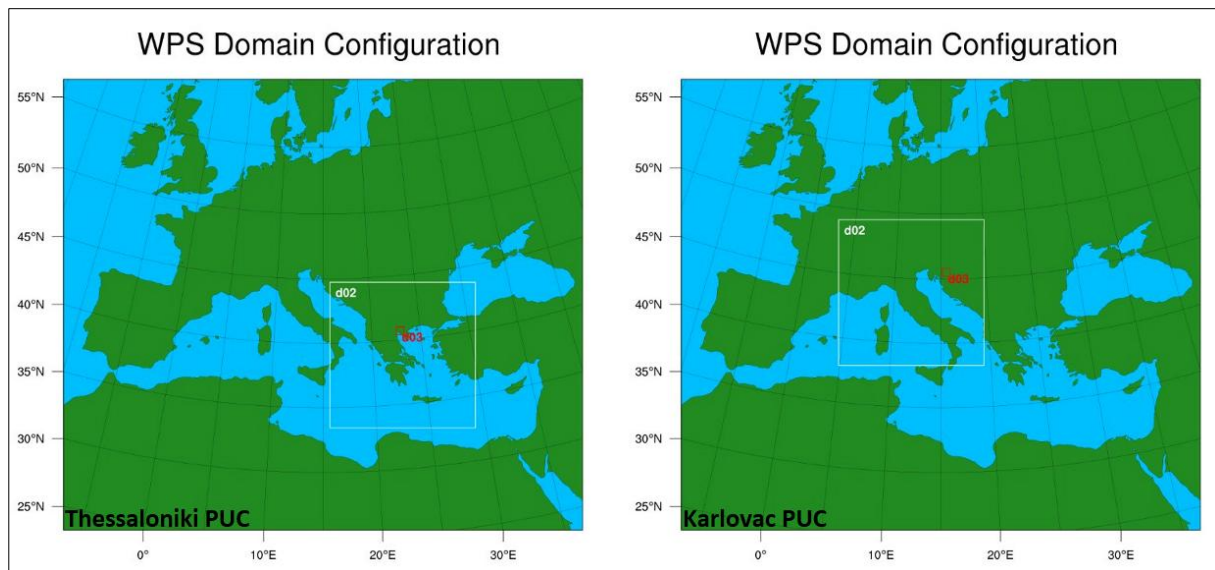 WPS Domain Configuration
55°N
50°N
45°N
40°N
35°N
30°N
25°N
0°
10°E
20°E
30°E
d02
d03
Thessaloniki PUC
WPS Domain Configuration
55°N
50°N
45°N
40°N
35°N
30°N
25°N
0°
10°E
20°E
30°E
d02
d03
Karlovac PUC